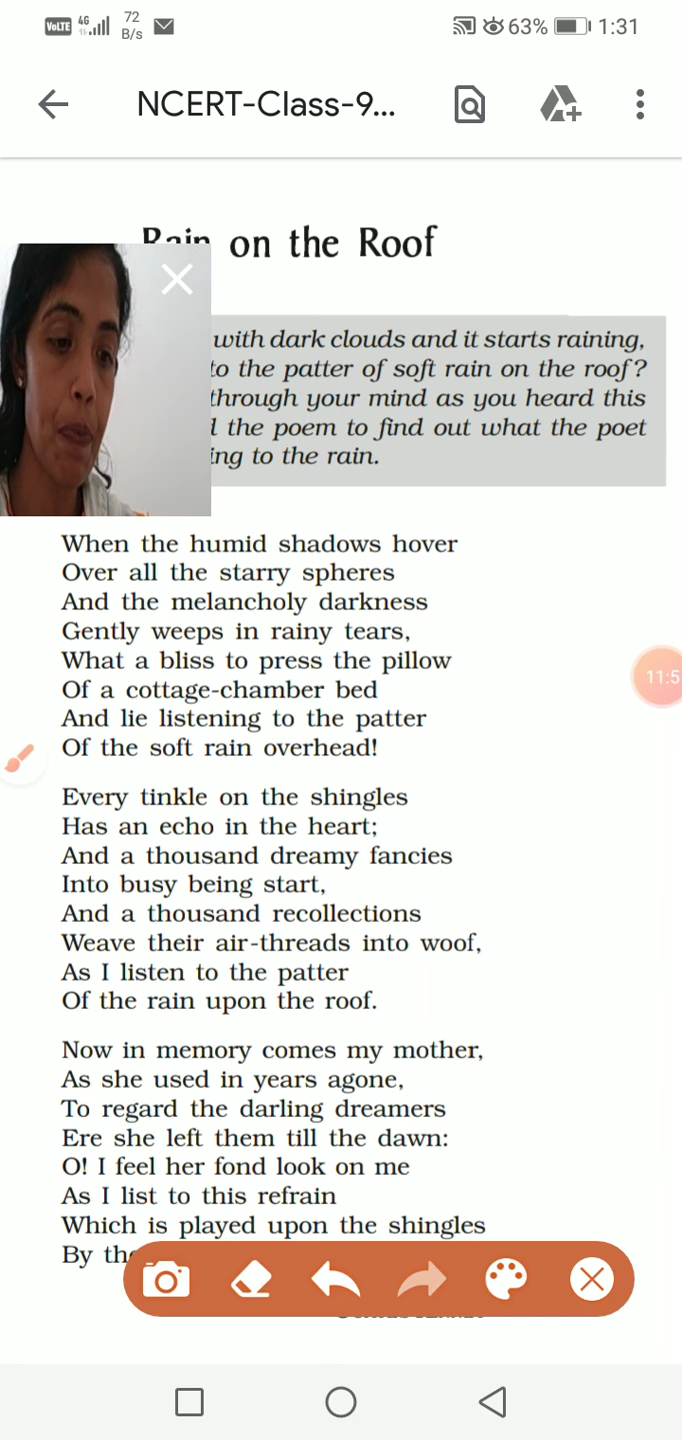 VoLTE 4G 72 B/s 63% 1:31
NCERT-Class-9...
Rain on the Roof
with dark clouds and it starts raining,
to the patter of soft rain on the roof?
through your mind as you heard this
the poem to find out what the poet
ing to the rain.
When the humid shadows hover
Over all the starry spheres
And the melancholy darkness
Gently weeps in rainy tears,
What a bliss to press the pillow
Of a cottage-chamber bed
And lie listening to the patter
11:5
Of the soft rain overhead!
Every tinkle on the shingles
Has an echo in the heart;
And a thousand dreamy fancies
Into busy being start,
And a thousand recollections
Weave their air-threads into woof,
As I listen to the patter
Of the rain upon the roof.
Now in memory comes my mother,
As she used in years agone,
To regard the darling dreamers
Ere she left them till the dawn:
O! I feel her fond look on me
As I list to this refrain
Which is played upon the shingles
By the